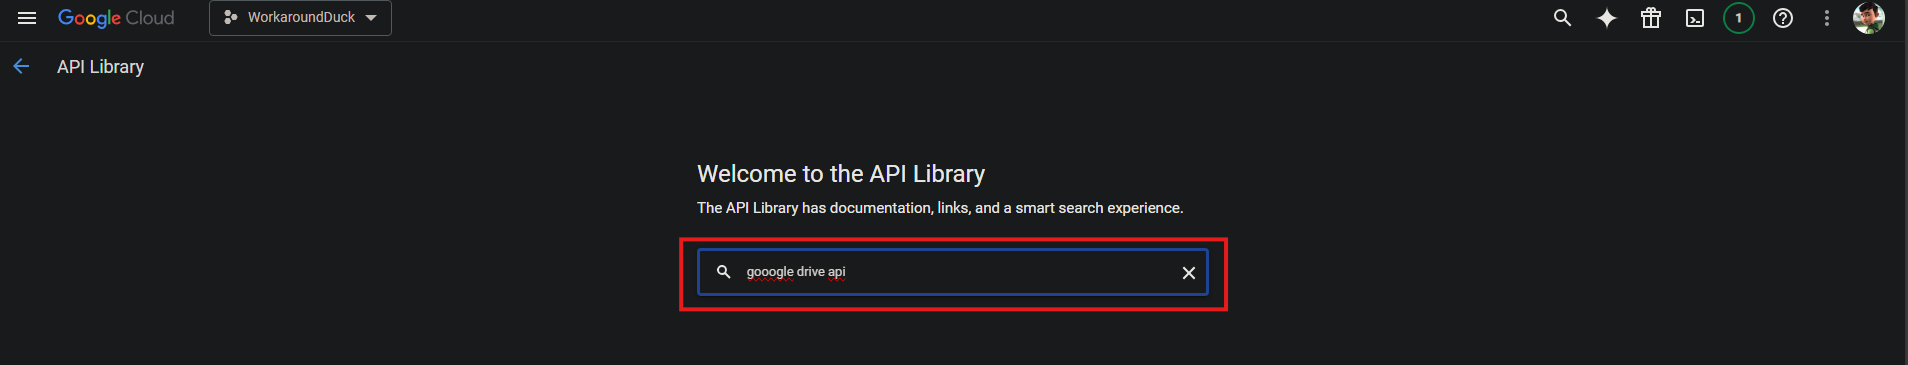 Google Cloud
WorkaroundDuck
1
API Library
Welcome to the API Library
The API Library has documentation, links, and a smart search experience.
gooogle drive api